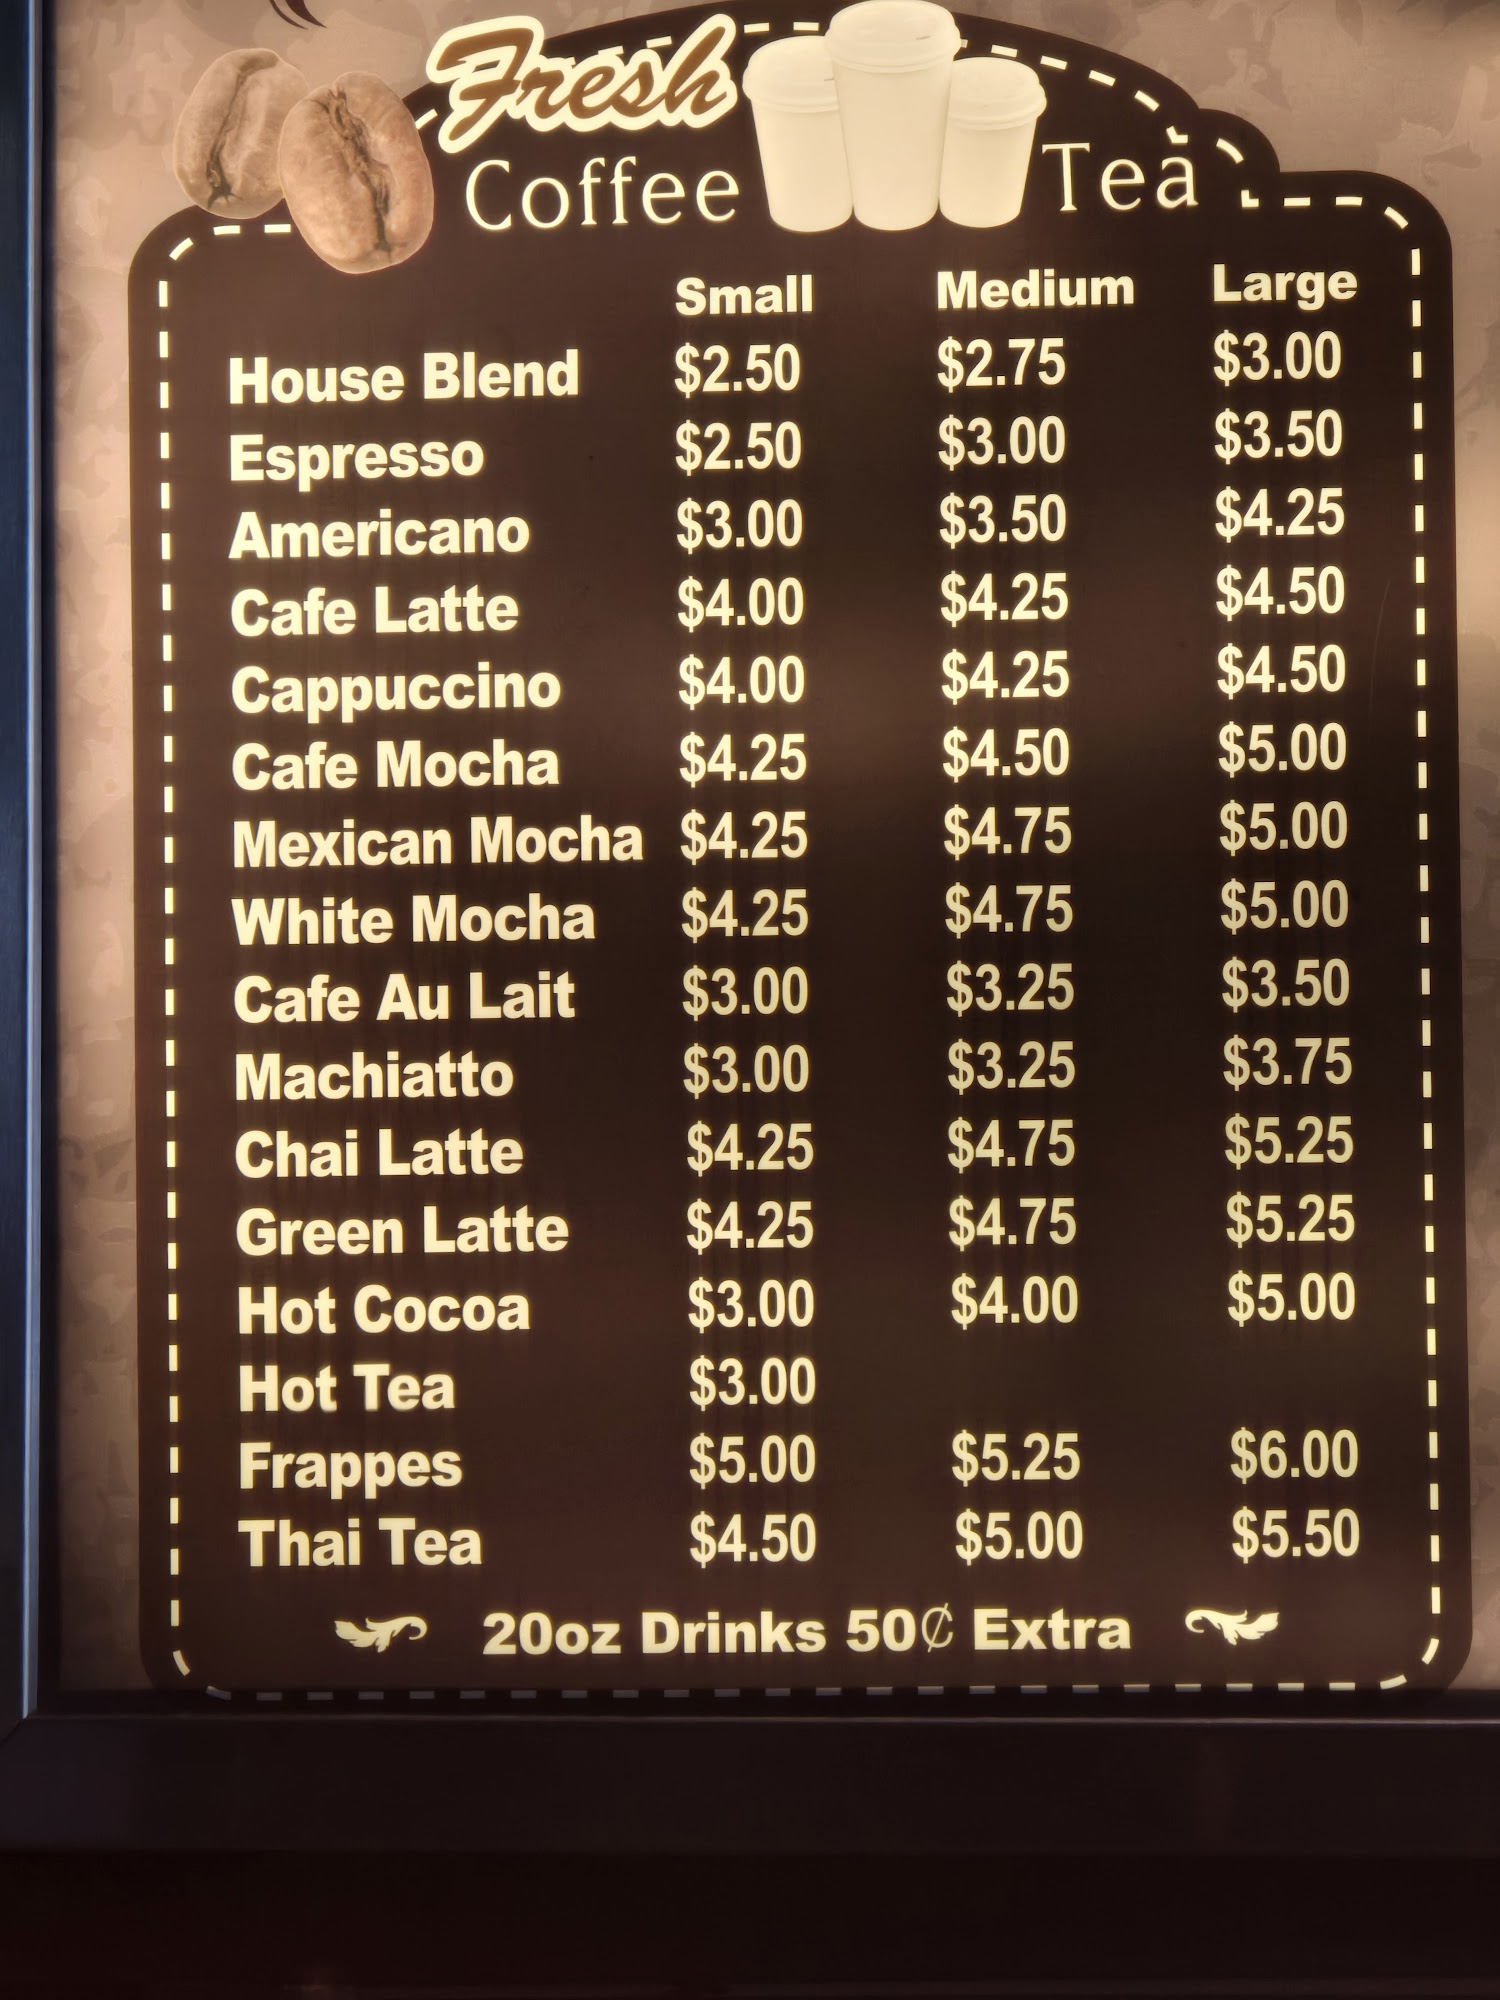 Fresh
Coffee Tea
Small Medium Large
House Blend $2.50 $2.75 $3.00
Espresso $2.50 $3.00 $3.50
Americano $3.00 $3.50 $4.25
Cafe Latte $4.00 $4.25 $4.50
Cappuccino $4.00 $4.25 $4.50
Cafe Mocha $4.25 $4.50 $5.00
Mexican Mocha $4.25 $4.75 $5.00
White Mocha $4.25 $4.75 $5.00
Cafe Au Lait $3.00 $3.25 $3.50
Machiatto $3.00 $3.25 $3.75
Chai Latte $4.25 $4.75 $5.25
Green Latte $4.25 $4.75 $5.25
Hot Cocoa $3.00 $4.00 $5.00
Hot Tea $3.00
Frappes $5.00 $5.25 $6.00
Thai Tea $4.50 $5.00 $5.50
20oz Drinks 50₵ Extra